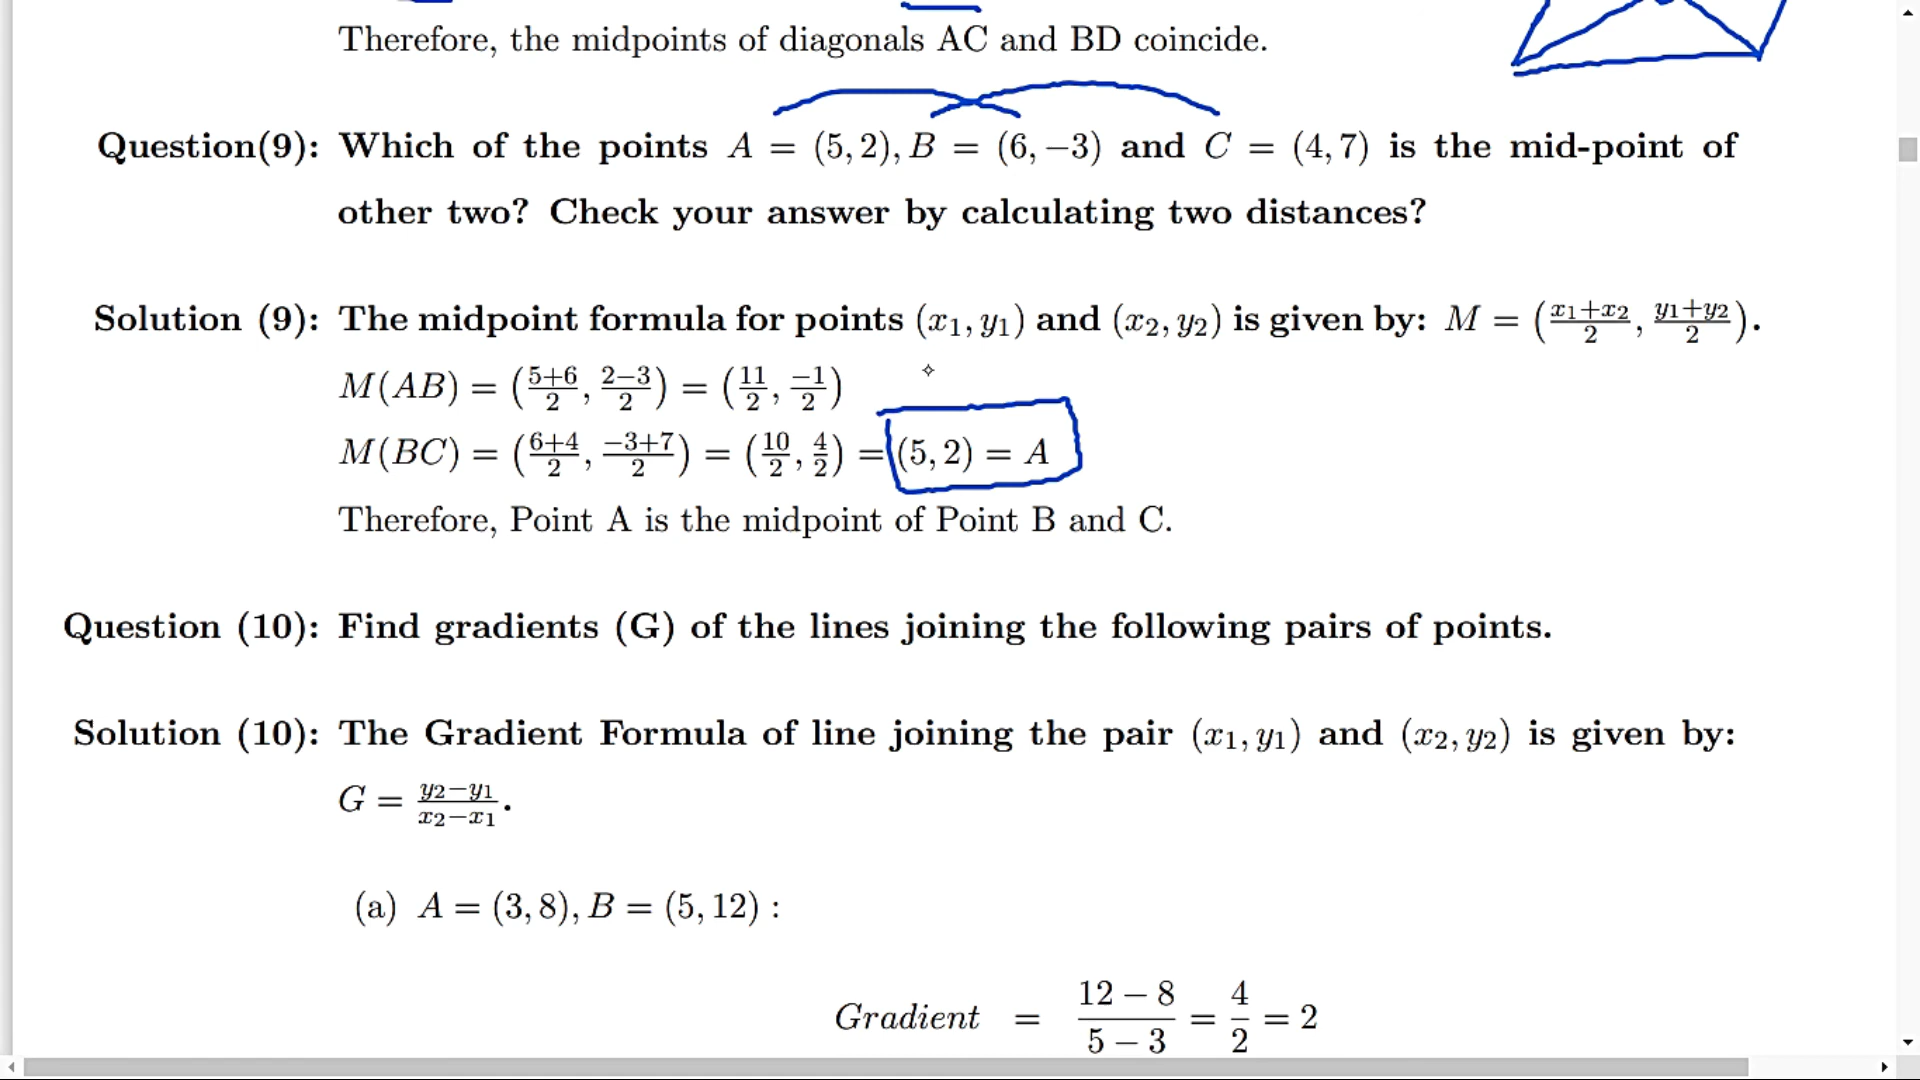 Therefore, the midpoints of diagonals AC and BD coincide.
Question(9): Which of the points A = (5, 2), B = (6, −3) and C = (4, 7) is the mid-point of
other two? Check your answer by calculating two distances?
Solution (9): The midpoint formula for points (x₁, y₁) and (x₂, y₂) is given by: M = (x₁+x₂/2, y₁+y₂/2).
M(AB) = (5+6/2, 2−3/2) = (11/2, −1/2)
M(BC) = (6+4/2, −3+7/2) = (10/2, 4/2) = (5, 2) = A
Therefore, Point A is the midpoint of Point B and C.
Question (10): Find gradients (G) of the lines joining the following pairs of points.
Solution (10): The Gradient Formula of line joining the pair (x₁, y₁) and (x₂, y₂) is given by:
G = y₂−y₁/x₂−x₁.
(a) A = (3, 8), B = (5, 12) :
Gradient = 12 − 8/5 − 3 = 4/2 = 2